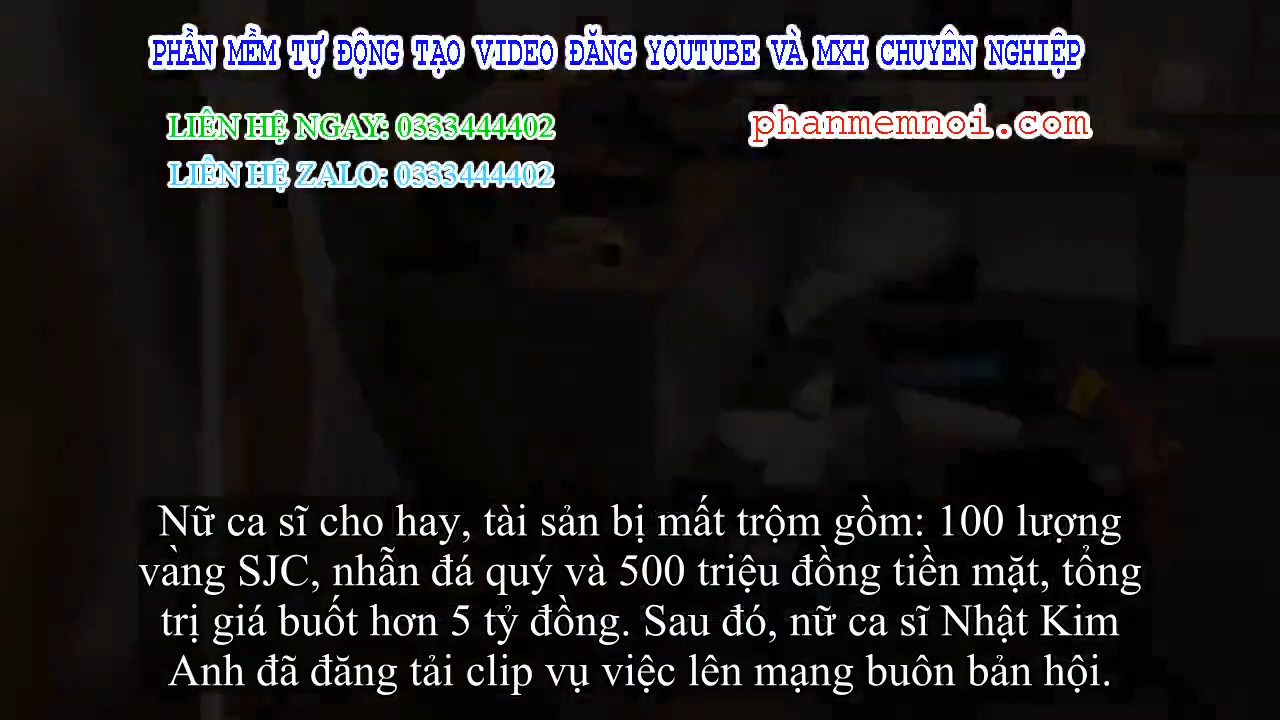 PHẦN MỀM TỰ ĐỘNG TẠO VIDEO ĐĂNG YOUTUBE VÀ MXH CHUYÊN NGHIỆP
LIÊN HỆ NGAY: 0333444402
phanmemnoi.com
LIÊN HỆ ZALO: 0333444402
Nữ ca sĩ cho hay, tài sản bị mất trộm gồm: 100 lượng
vàng SJC, nhẫn đá quý và 500 triệu đồng tiền mặt, tổng
trị giá buốt hơn 5 tỷ đồng. Sau đó, nữ ca sĩ Nhật Kim
Anh đã đăng tải clip vụ việc lên mạng buôn bản hội.